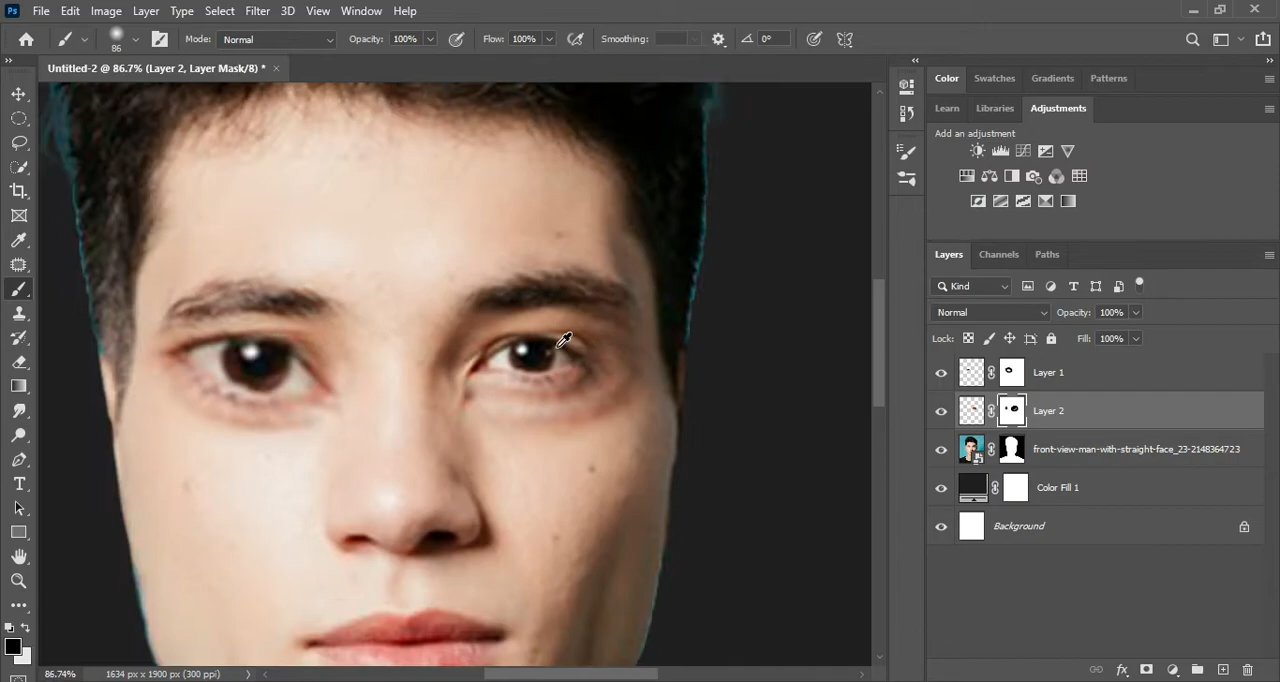 Ps File Edit Image Layer Type Select Filter 3D View Window Help
86 Mode: Normal Opacity: 100% Flow: 100% Smoothing: 0°
Untitled-2 @ 86.7% (Layer 2, Layer Mask/8) *
Color Swatches Gradients Patterns
Learn Libraries Adjustments
Add an adjustment
Layers Channels Paths
Kind
Normal Opacity: 100%
Lock: Fill: 100%
Layer 1
Layer 2
front-view-man-with-straight-face_23-2148364723
Color Fill 1
Background
86.74% 1634 px x 1900 px (300 ppi)